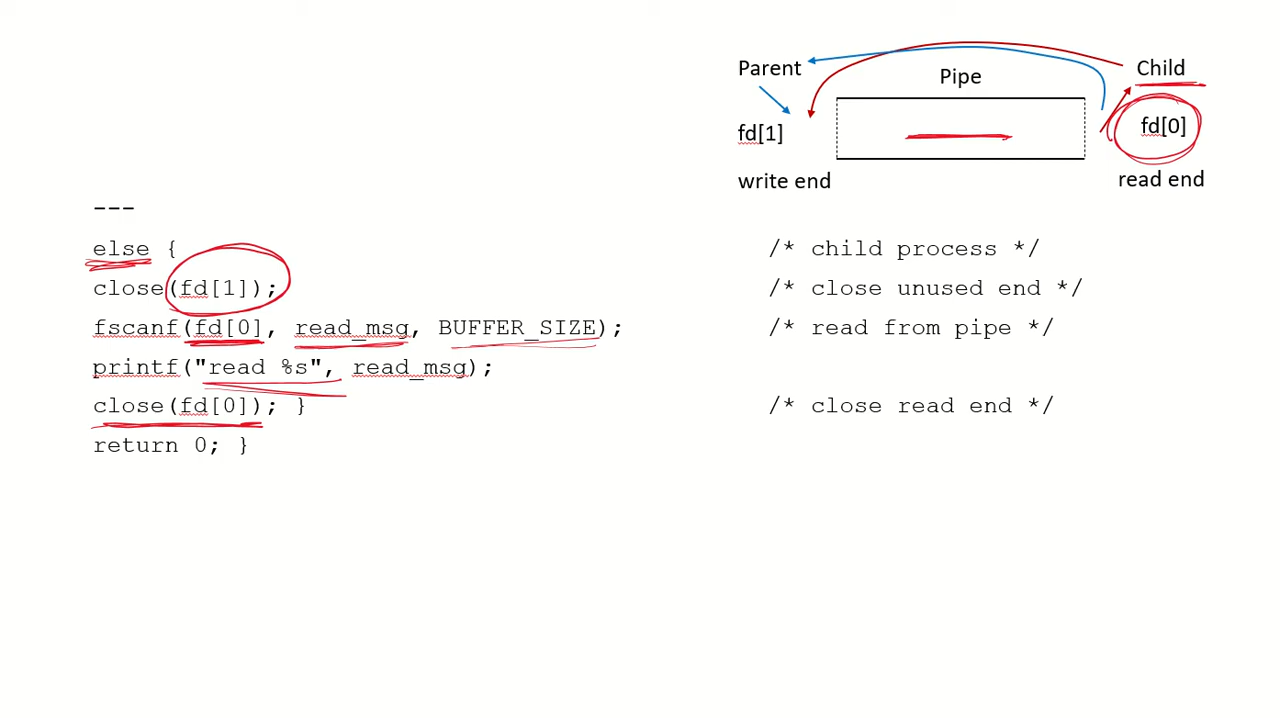 Parent
Pipe
Child
fd[1]
fd[0]
write end
read end
---
else { /* child process */
close(fd[1]); /* close unused end */
fscanf(fd[0], read_msg, BUFFER_SIZE); /* read from pipe */
printf("read %s", read_msg);
close(fd[0]); } /* close read end */
return 0; }